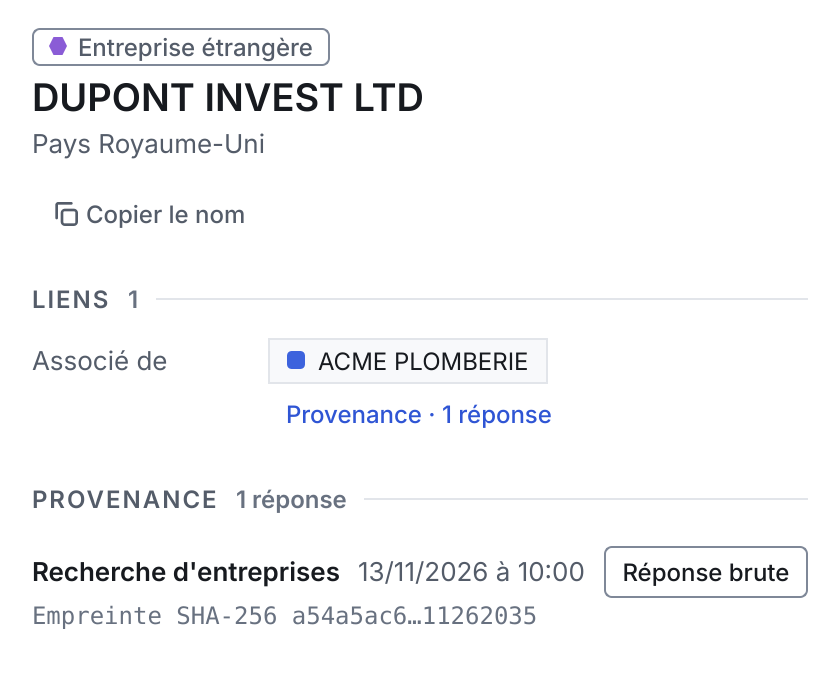 Entreprise étrangère
DUPONT INVEST LTD
Pays Royaume-Uni
Copier le nom
LIENS 1
Associé de ACME PLOMBERIE
Provenance · 1 réponse
PROVENANCE 1 réponse
Recherche d'entreprises 13/11/2026 à 10:00 Réponse brute
Empreinte SHA-256 a54a5ac6…11262035